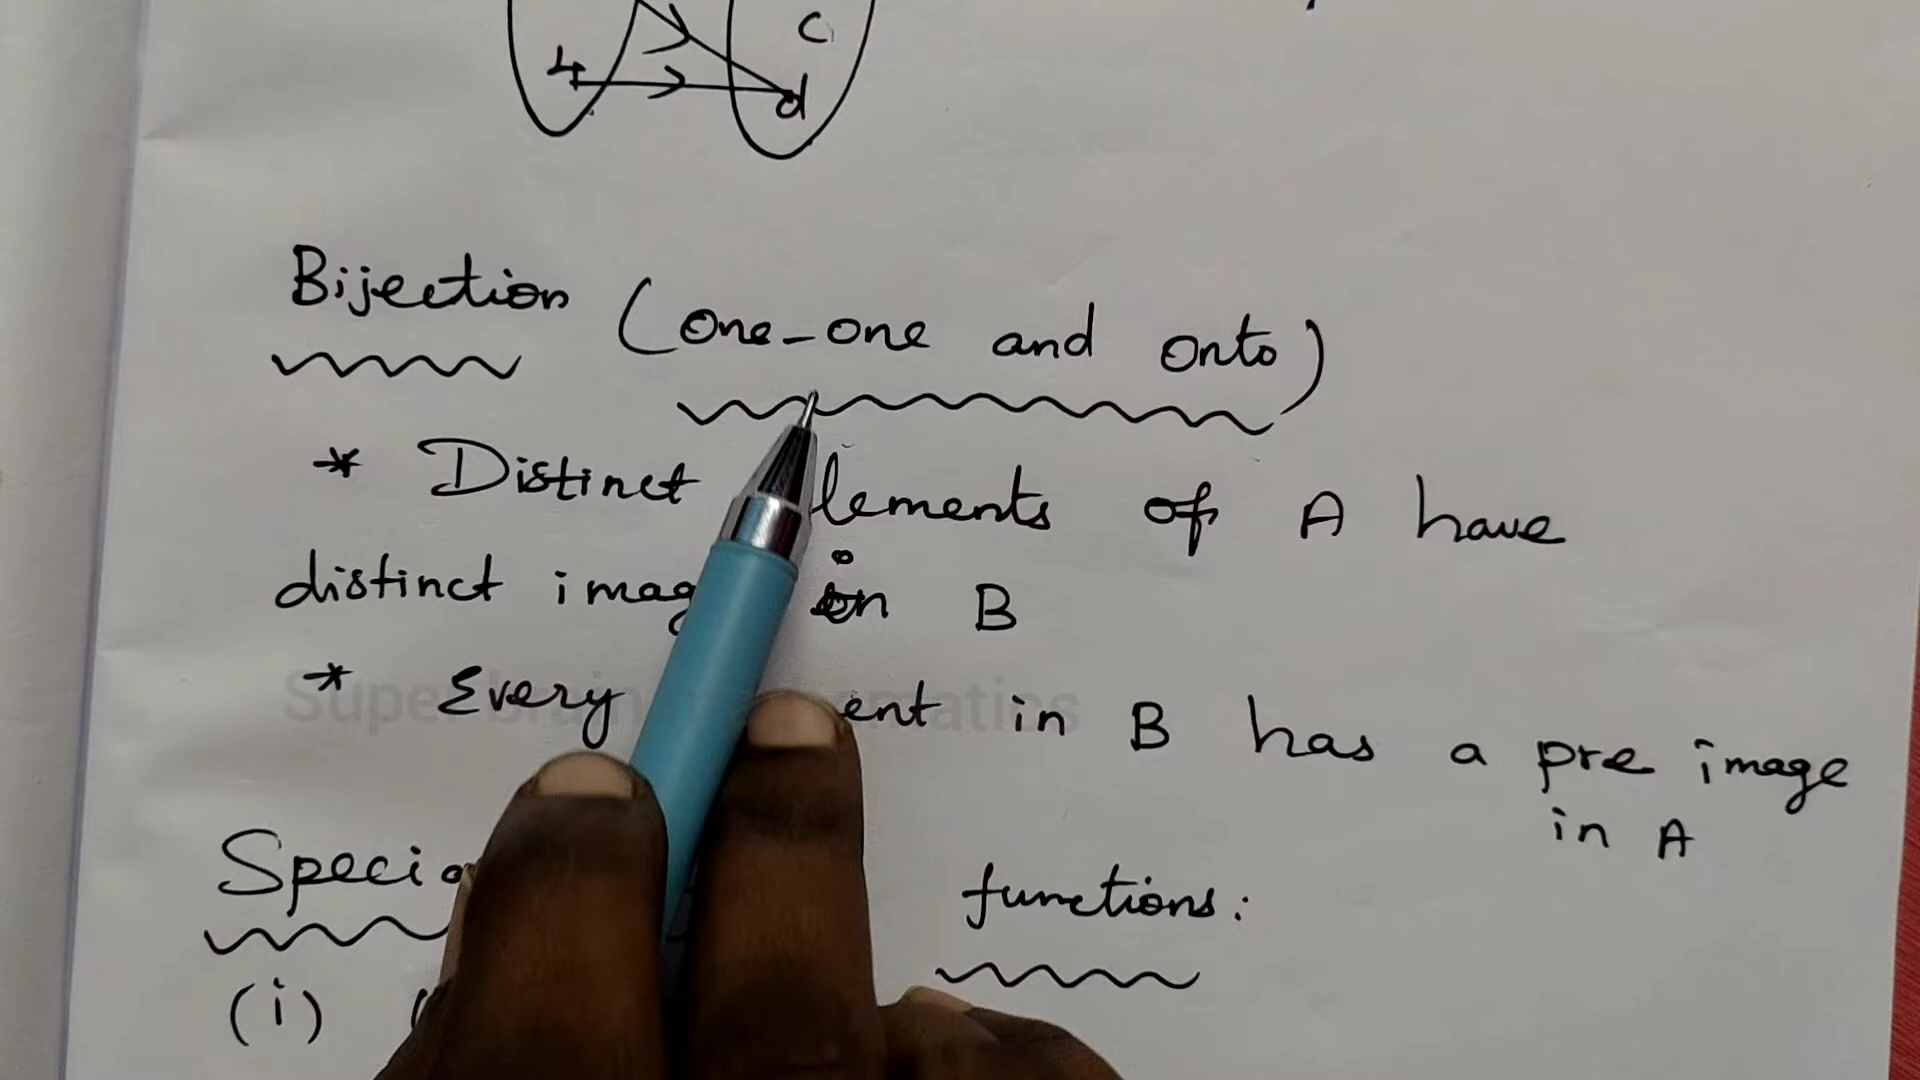 c
4 d
Bijection (one-one and onto)
* Distinct lements of A have
distinct imag in B
* Every ent in B has a pre image
in A
Specia functions:
(i) (